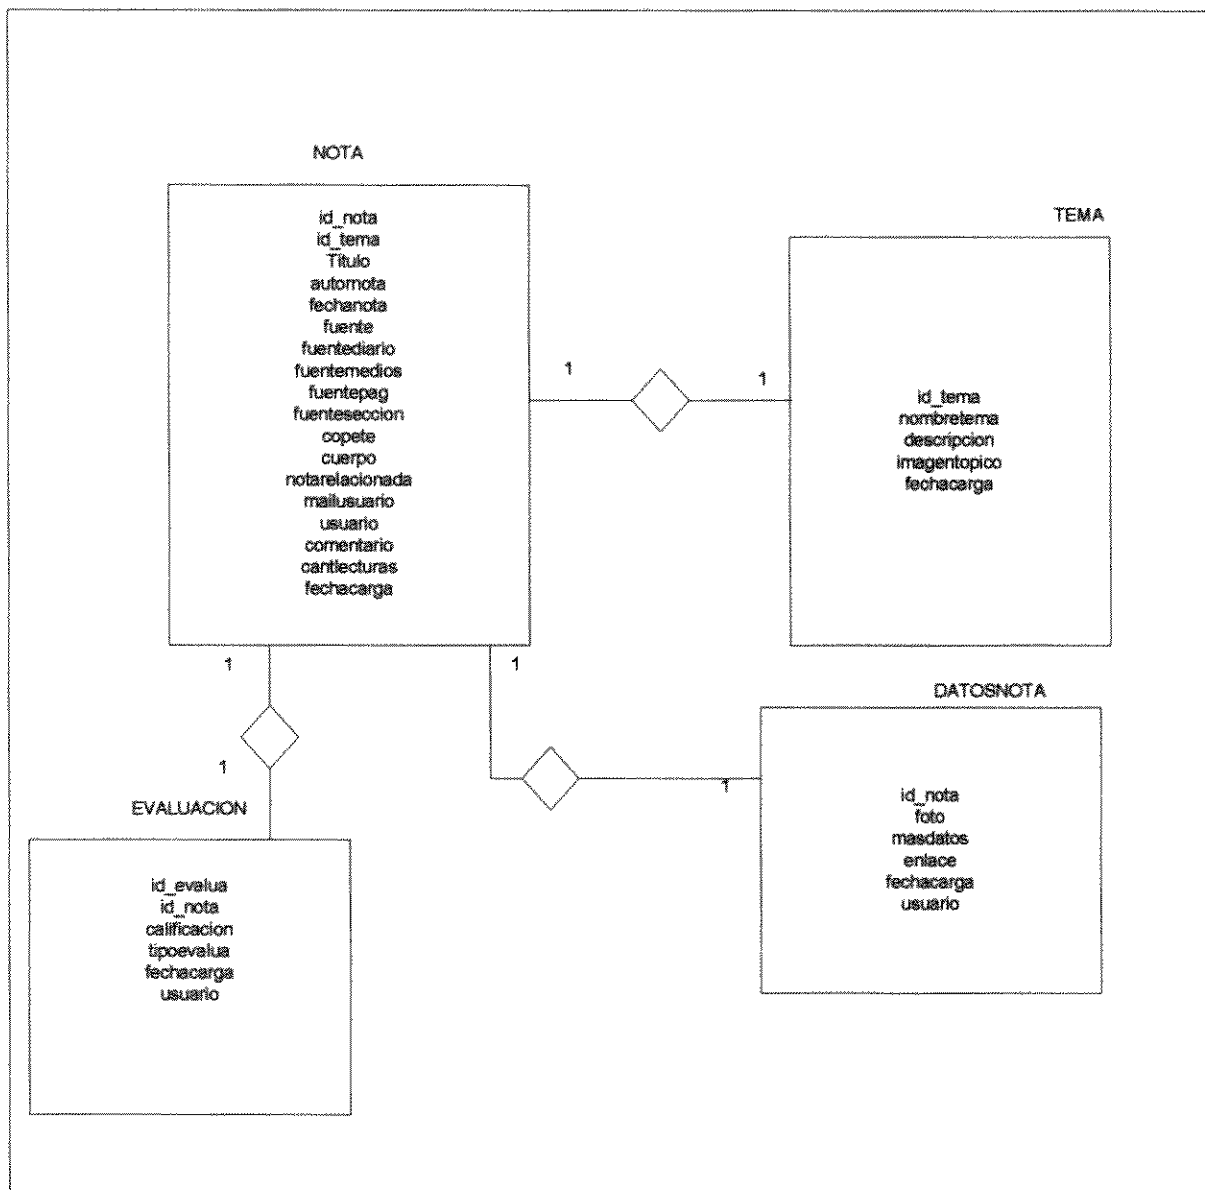 NOTA
id_nota
id_tema
Titulo
autornota
fechanota
fuente
fuentediario
fuentemedios
fuentepag
fuenteseccion
copete
cuerpo
notarelacionada
mailusuario
usuario
comentario
cantlecturas
fechacarga
1
1
TEMA
id_tema
nombretema
descripcion
imagentopico
fechacarga
1
1
1
1
DATOSNOTA
id_nota
foto
masdatos
enlace
fechacarga
usuario
EVALUACION
id_evalua
id_nota
calificacion
tipoevalua
fechacarga
usuario